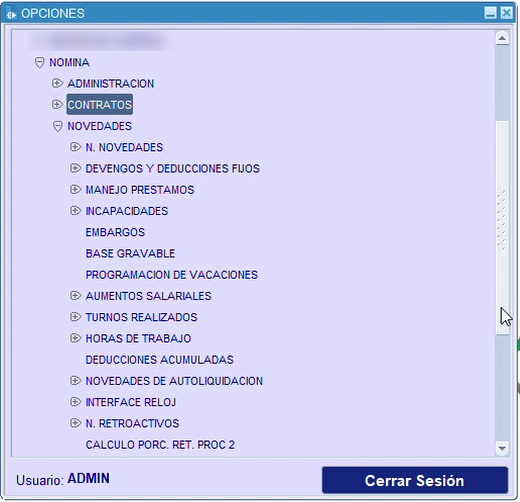 OPCIONES
NOMINA
ADMINISTRACION
CONTRATOS
NOVEDADES
N. NOVEDADES
DEVENGOS Y DEDUCCIONES FIJOS
MANEJO PRESTAMOS
INCAPACIDADES
EMBARGOS
BASE GRAVABLE
PROGRAMACION DE VACACIONES
AUMENTOS SALARIALES
TURNOS REALIZADOS
HORAS DE TRABAJO
DEDUCCIONES ACUMULADAS
NOVEDADES DE AUTOLIQUIDACION
INTERFACE RELOJ
N. RETROACTIVOS
CALCULO PORC. RET. PROC 2
Usuario: ADMIN
Cerrar Sesión